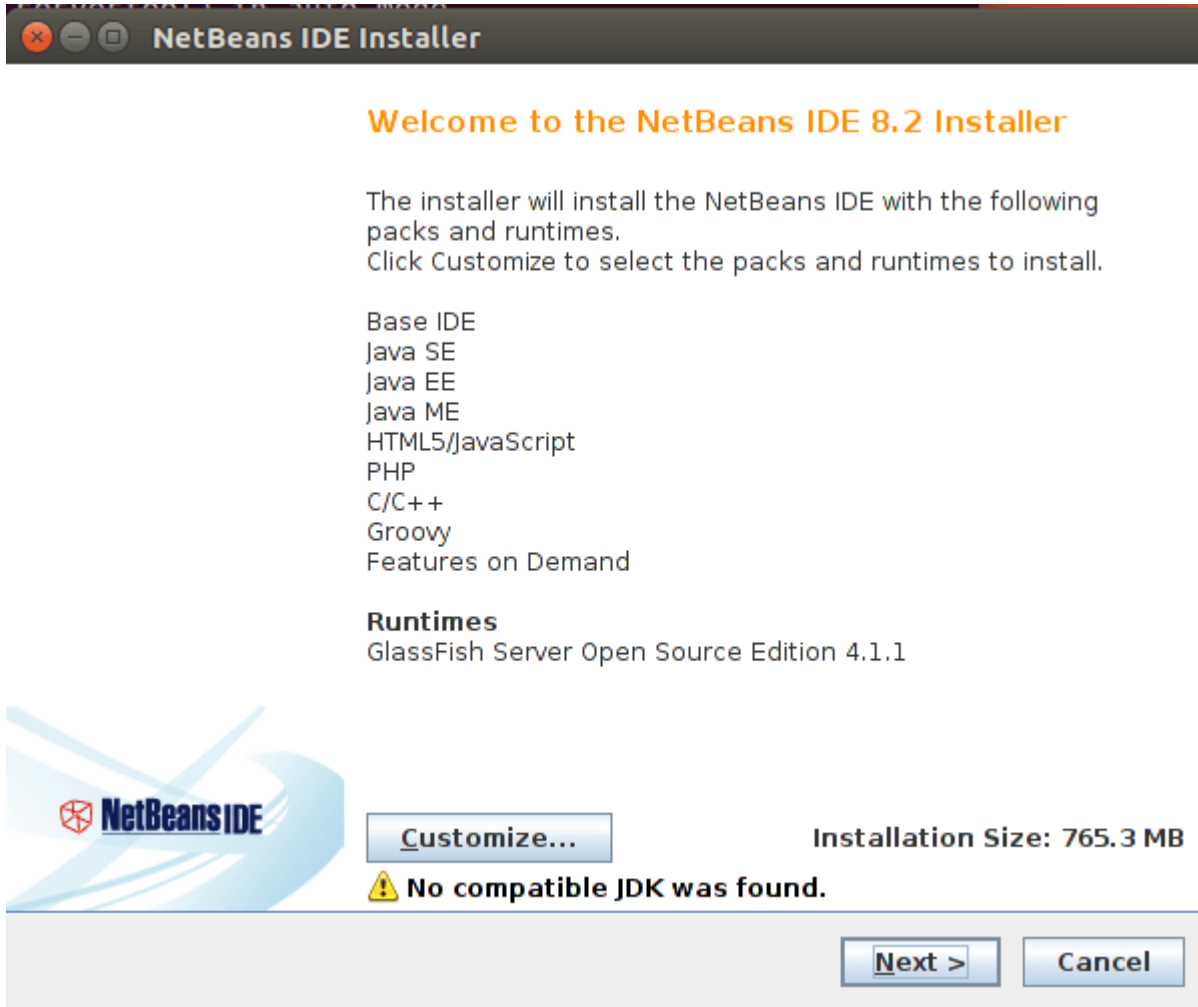 NetBeans IDE Installer
Welcome to the NetBeans IDE 8.2 Installer
The installer will install the NetBeans IDE with the following
packs and runtimes.
Click Customize to select the packs and runtimes to install.
Base IDE
Java SE
Java EE
Java ME
HTML5/JavaScript
PHP
C/C++
Groovy
Features on Demand
Runtimes
GlassFish Server Open Source Edition 4.1.1
NetBeans IDE
Customize...
Installation Size: 765.3 MB
No compatible JDK was found.
Next >
Cancel